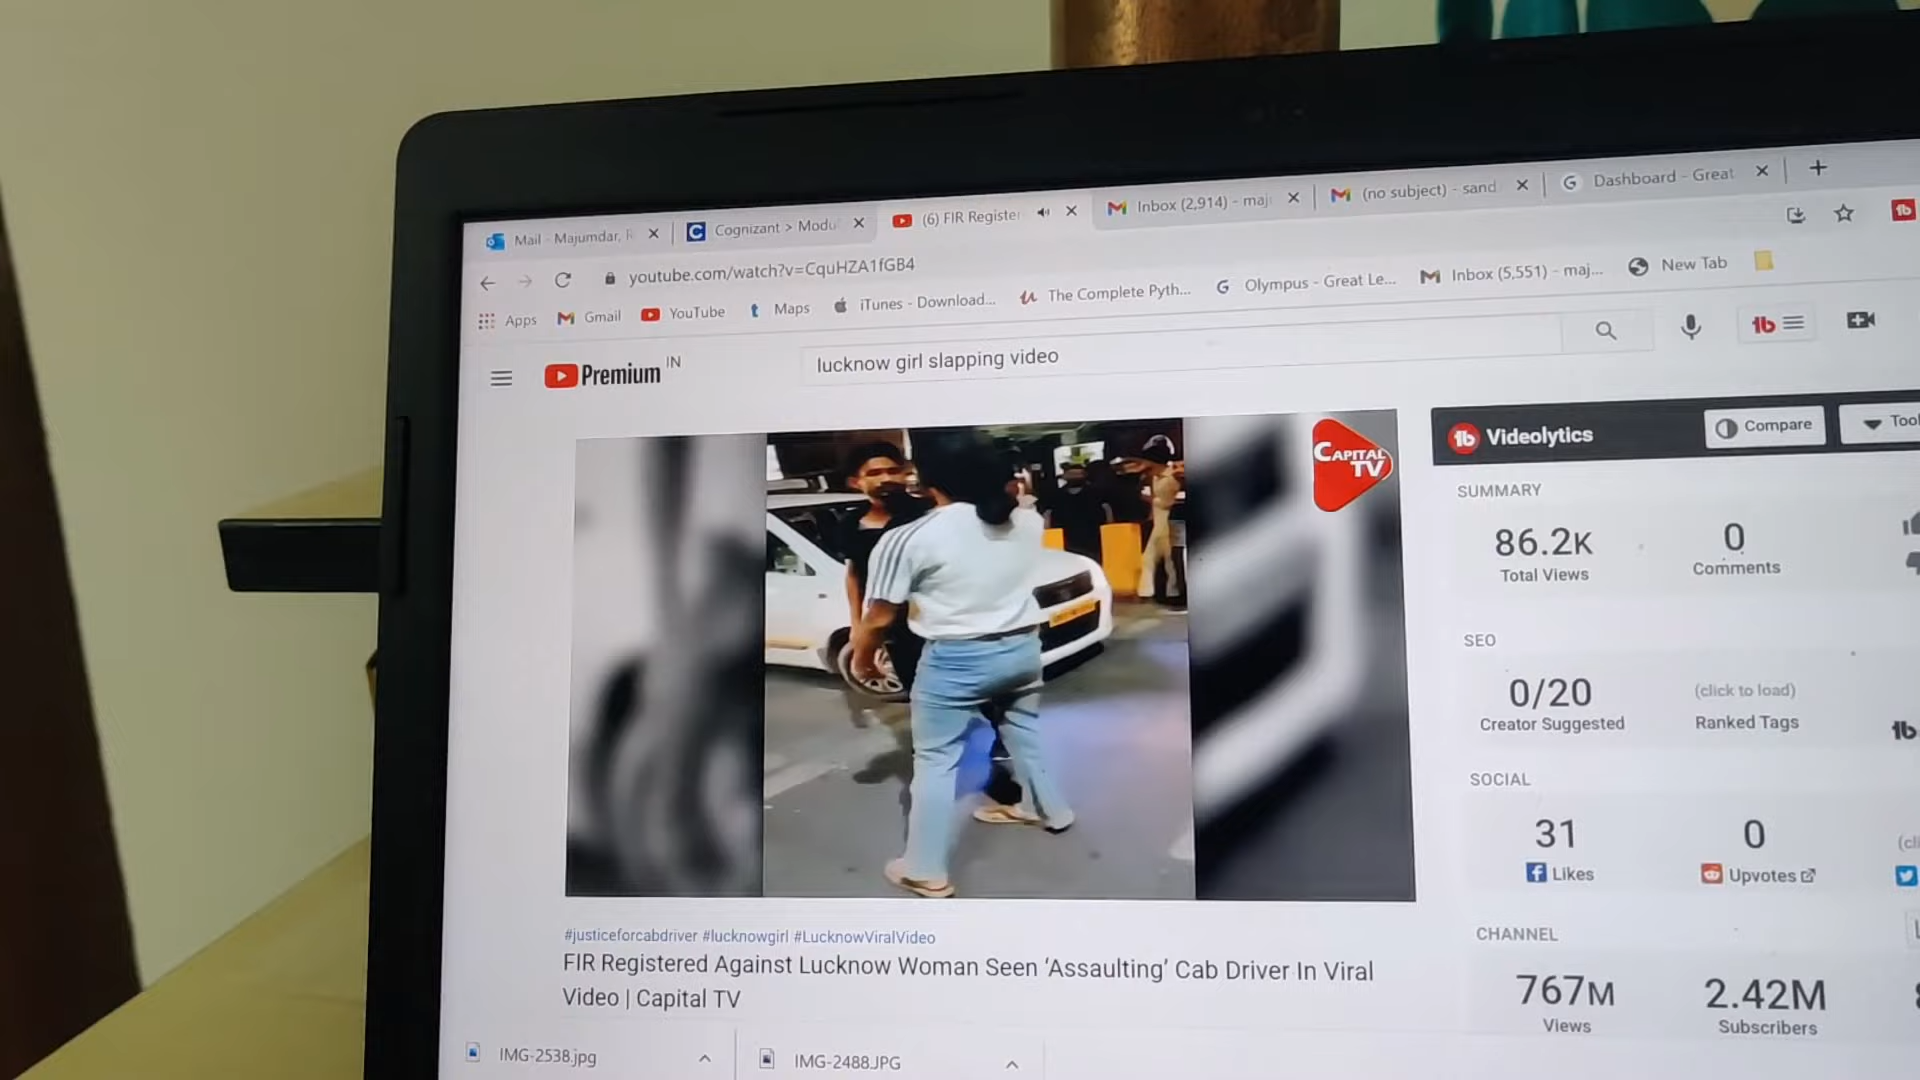 Mail - Majumdar,
Cognizant > Modu
(6) FIR Register
Inbox (2,914) - maj
(no subject) - sand
Dashboard - Great
youtube.com/watch?v=CquHZA1fGB4
Apps
Gmail
YouTube
Maps
iTunes - Download...
The Complete Pyth...
Olympus - Great Le...
Inbox (5,551) - maj...
New Tab
Premium IN
lucknow girl slapping video
CAPITAL
TV
Videolytics
Compare
Tool
SUMMARY
86.2K
Total Views
0
Comments
SEO
0/20
Creator Suggested
(click to load)
Ranked Tags
SOCIAL
31
Likes
0
Upvotes
CHANNEL
767M
Views
2.42M
Subscribers
#justiceforcabdriver #lucknowgirl #LucknowViralVideo
FIR Registered Against Lucknow Woman Seen ‘Assaulting’ Cab Driver In Viral
Video | Capital TV
IMG-2538.jpg
IMG-2488.JPG